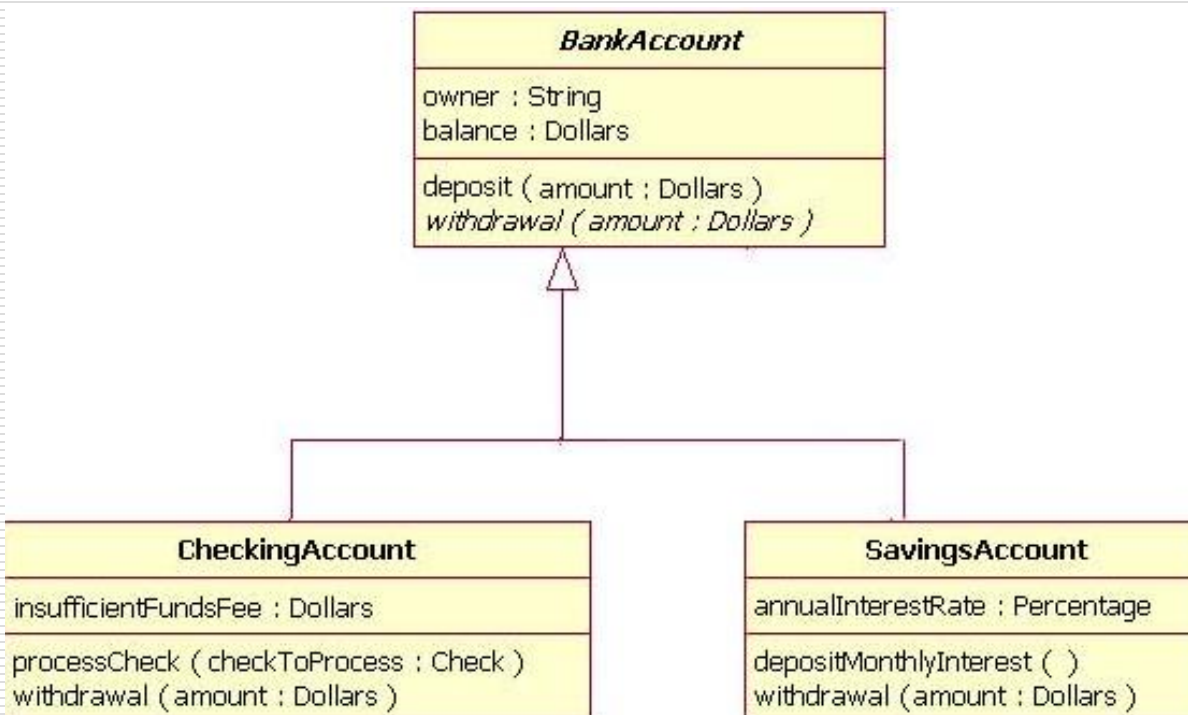 BankAccount
owner : String
balance : Dollars
deposit ( amount : Dollars )
withdrawal ( amount : Dollars )
CheckingAccount
insufficientFundsFee : Dollars
processCheck ( checkToProcess : Check )
withdrawal ( amount : Dollars )
SavingsAccount
annualInterestRate : Percentage
depositMonthlyInterest ( )
withdrawal ( amount : Dollars )